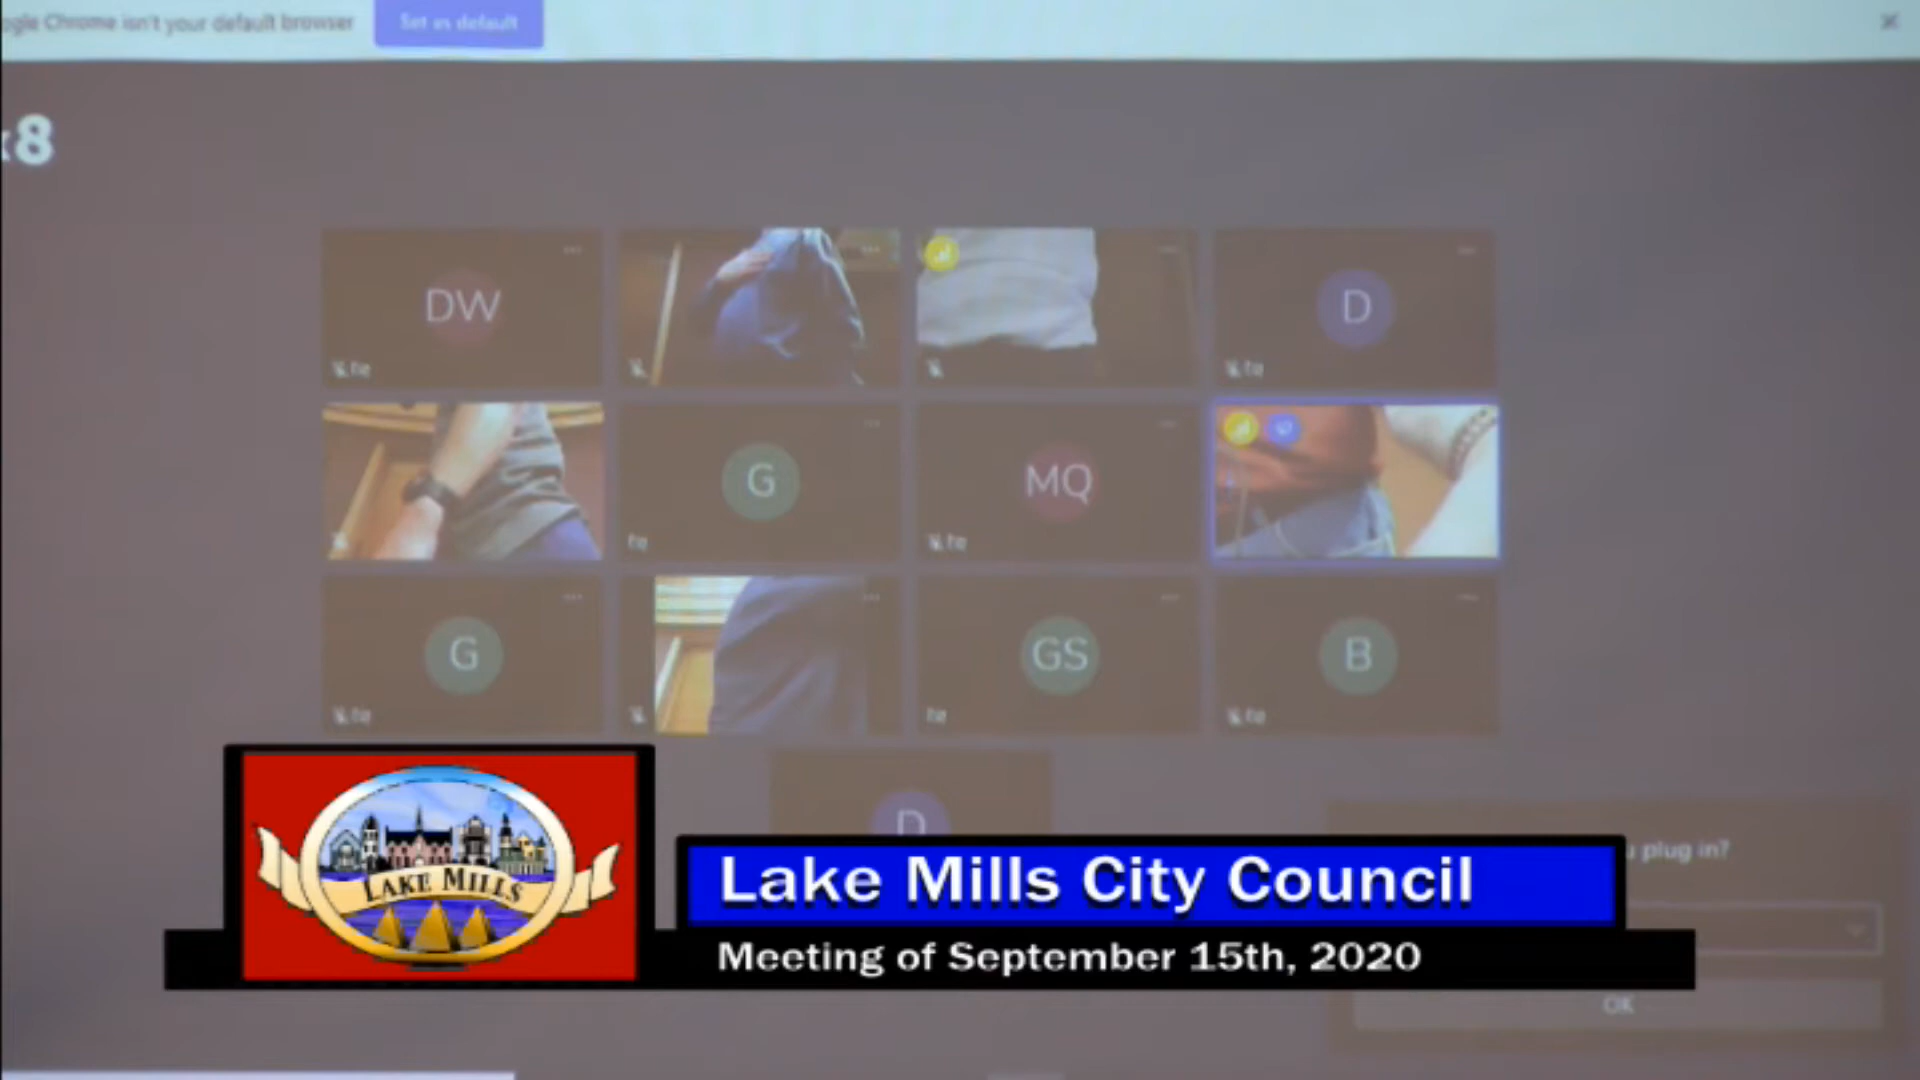 ogle Chrome isn't your default browser
Set as default
8
DW
D
G
MQ
G
GS
B
D
plug in?
OK
LAKE MILLS
Lake Mills City Council
Meeting of September 15th, 2020